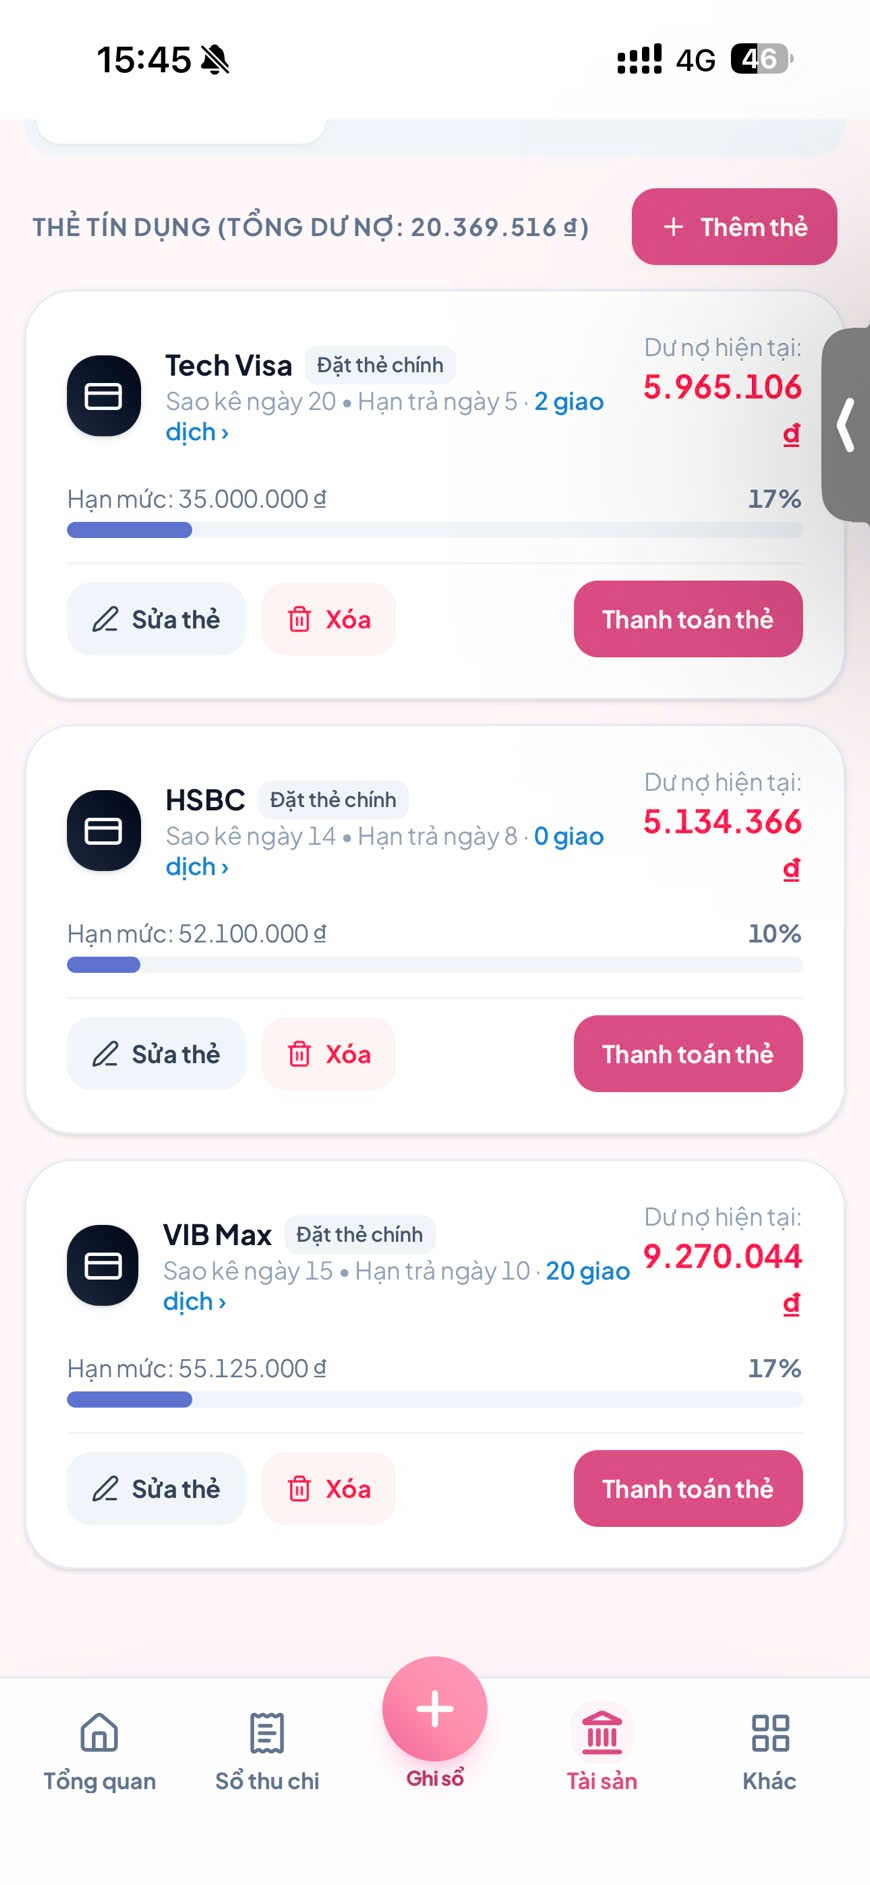 15:45
4G
46
THẺ TÍN DỤNG (TỔNG DƯ NỢ: 20.369.516 ₫)
+ Thêm thẻ
Tech Visa
Đặt thẻ chính
Sao kê ngày 20 • Hạn trả ngày 5 · 2 giao
dịch ›
Dư nợ hiện tại:
5.965.106
₫
Hạn mức: 35.000.000 ₫
17%
Sửa thẻ
Xóa
Thanh toán thẻ
HSBC
Đặt thẻ chính
Sao kê ngày 14 • Hạn trả ngày 8 · 0 giao
dịch ›
Dư nợ hiện tại:
5.134.366
₫
Hạn mức: 52.100.000 ₫
10%
Sửa thẻ
Xóa
Thanh toán thẻ
VIB Max
Đặt thẻ chính
Sao kê ngày 15 • Hạn trả ngày 10 · 20 giao
dịch ›
Dư nợ hiện tại:
9.270.044
₫
Hạn mức: 55.125.000 ₫
17%
Sửa thẻ
Xóa
Thanh toán thẻ
Tổng quan
Sổ thu chi
Ghi sổ
Tài sản
Khác